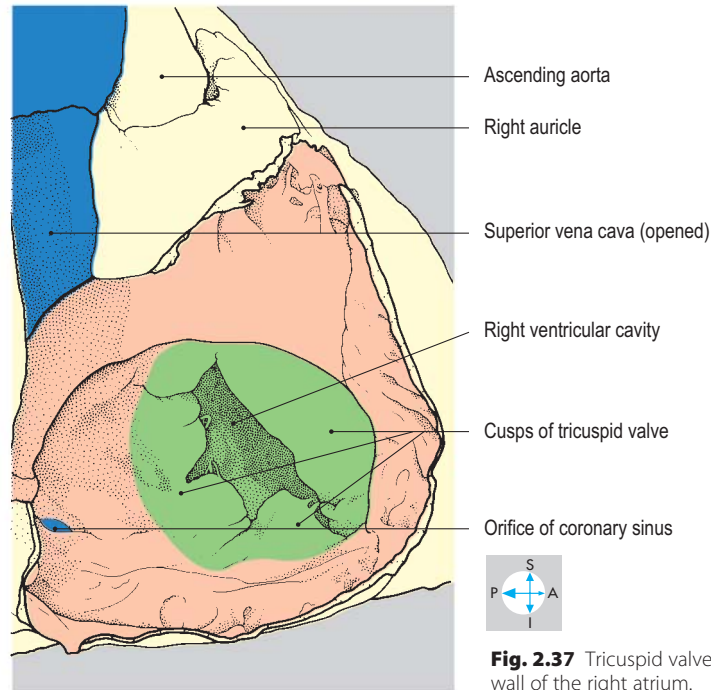 Ascending aorta
Right auricle
Superior vena cava (opened)
Right ventricular cavity
Cusps of tricuspid valve
Orifice of coronary sinus
S
P A
I
Fig. 2.37 Tricuspid valve
wall of the right atrium.